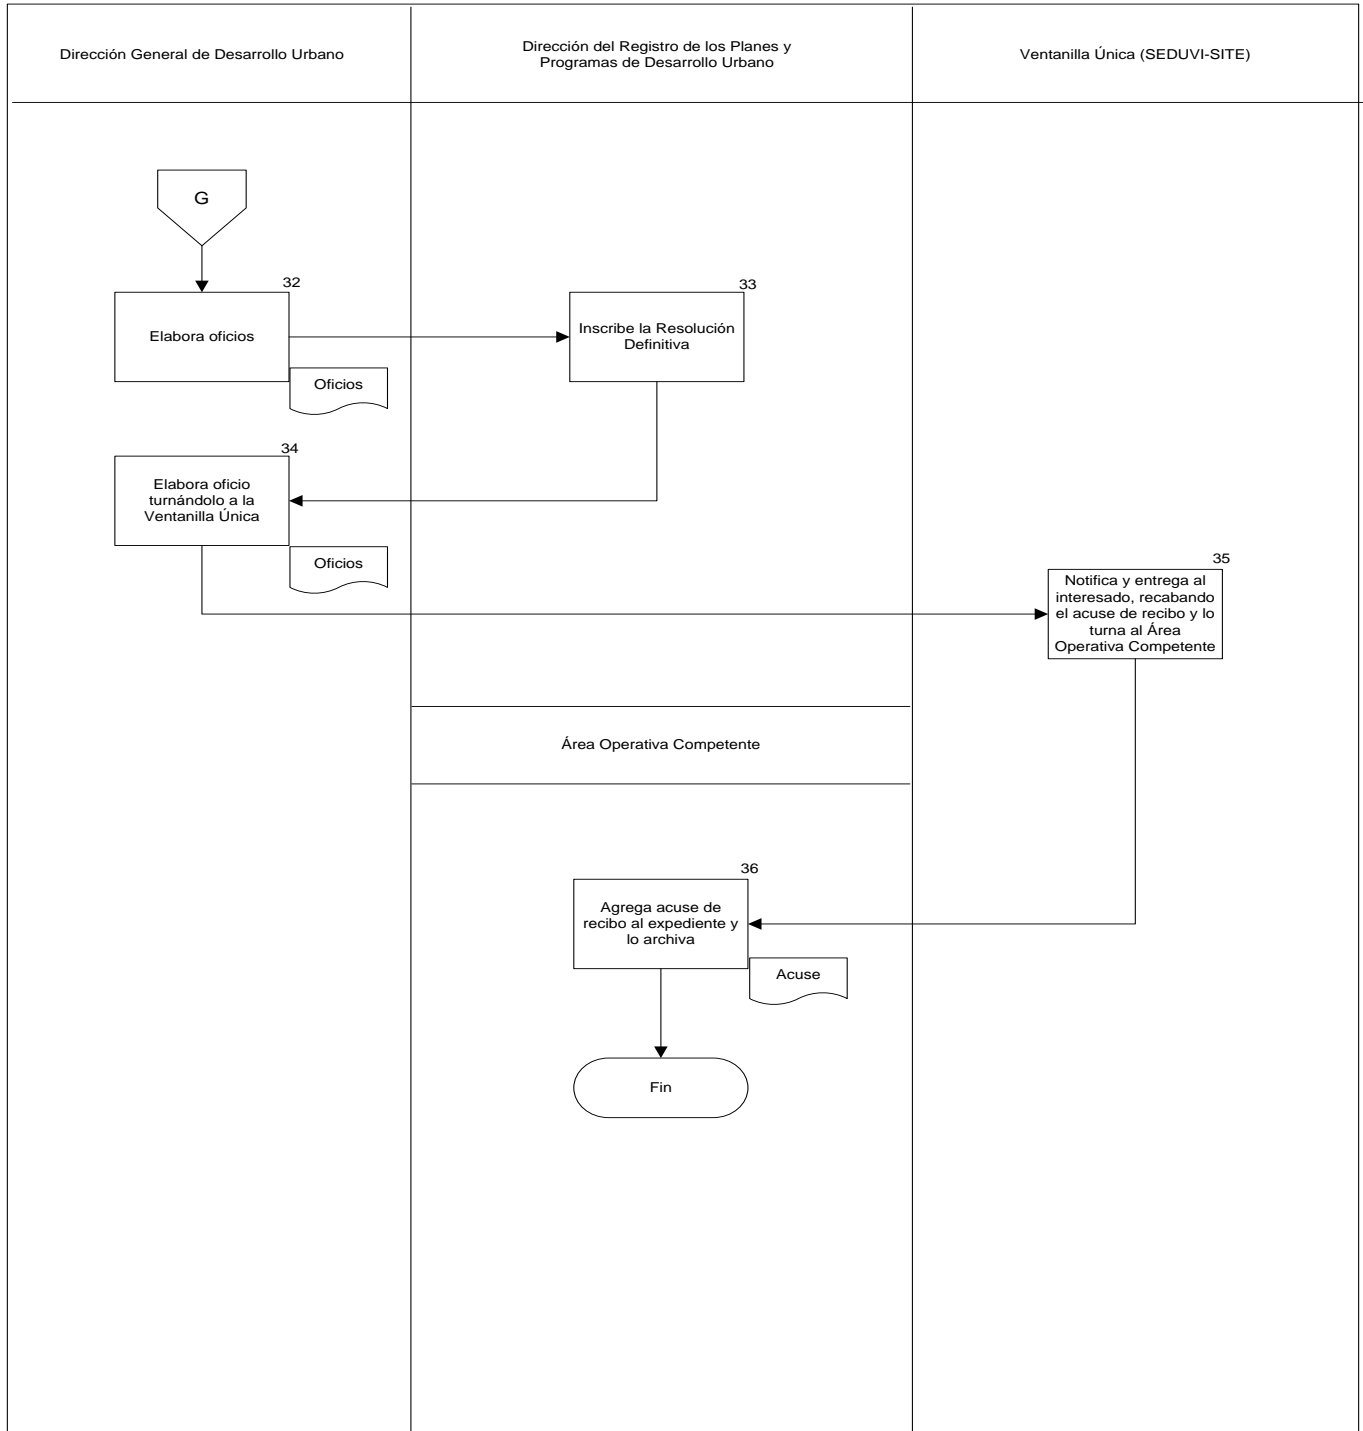 Dirección General de Desarrollo Urbano
Dirección del Registro de los Planes y
Programas de Desarrollo Urbano
Ventanilla Única (SEDUVI-SITE)
G
32
Elabora oficios
Oficios
33
Inscribe la Resolución
Definitiva
34
Elabora oficio
turnándolo a la
Ventanilla Única
Oficios
35
Notifica y entrega al
interesado, recabando
el acuse de recibo y lo
turna al Área
Operativa Competente
Área Operativa Competente
36
Agrega acuse de
recibo al expediente y
lo archiva
Acuse
Fin